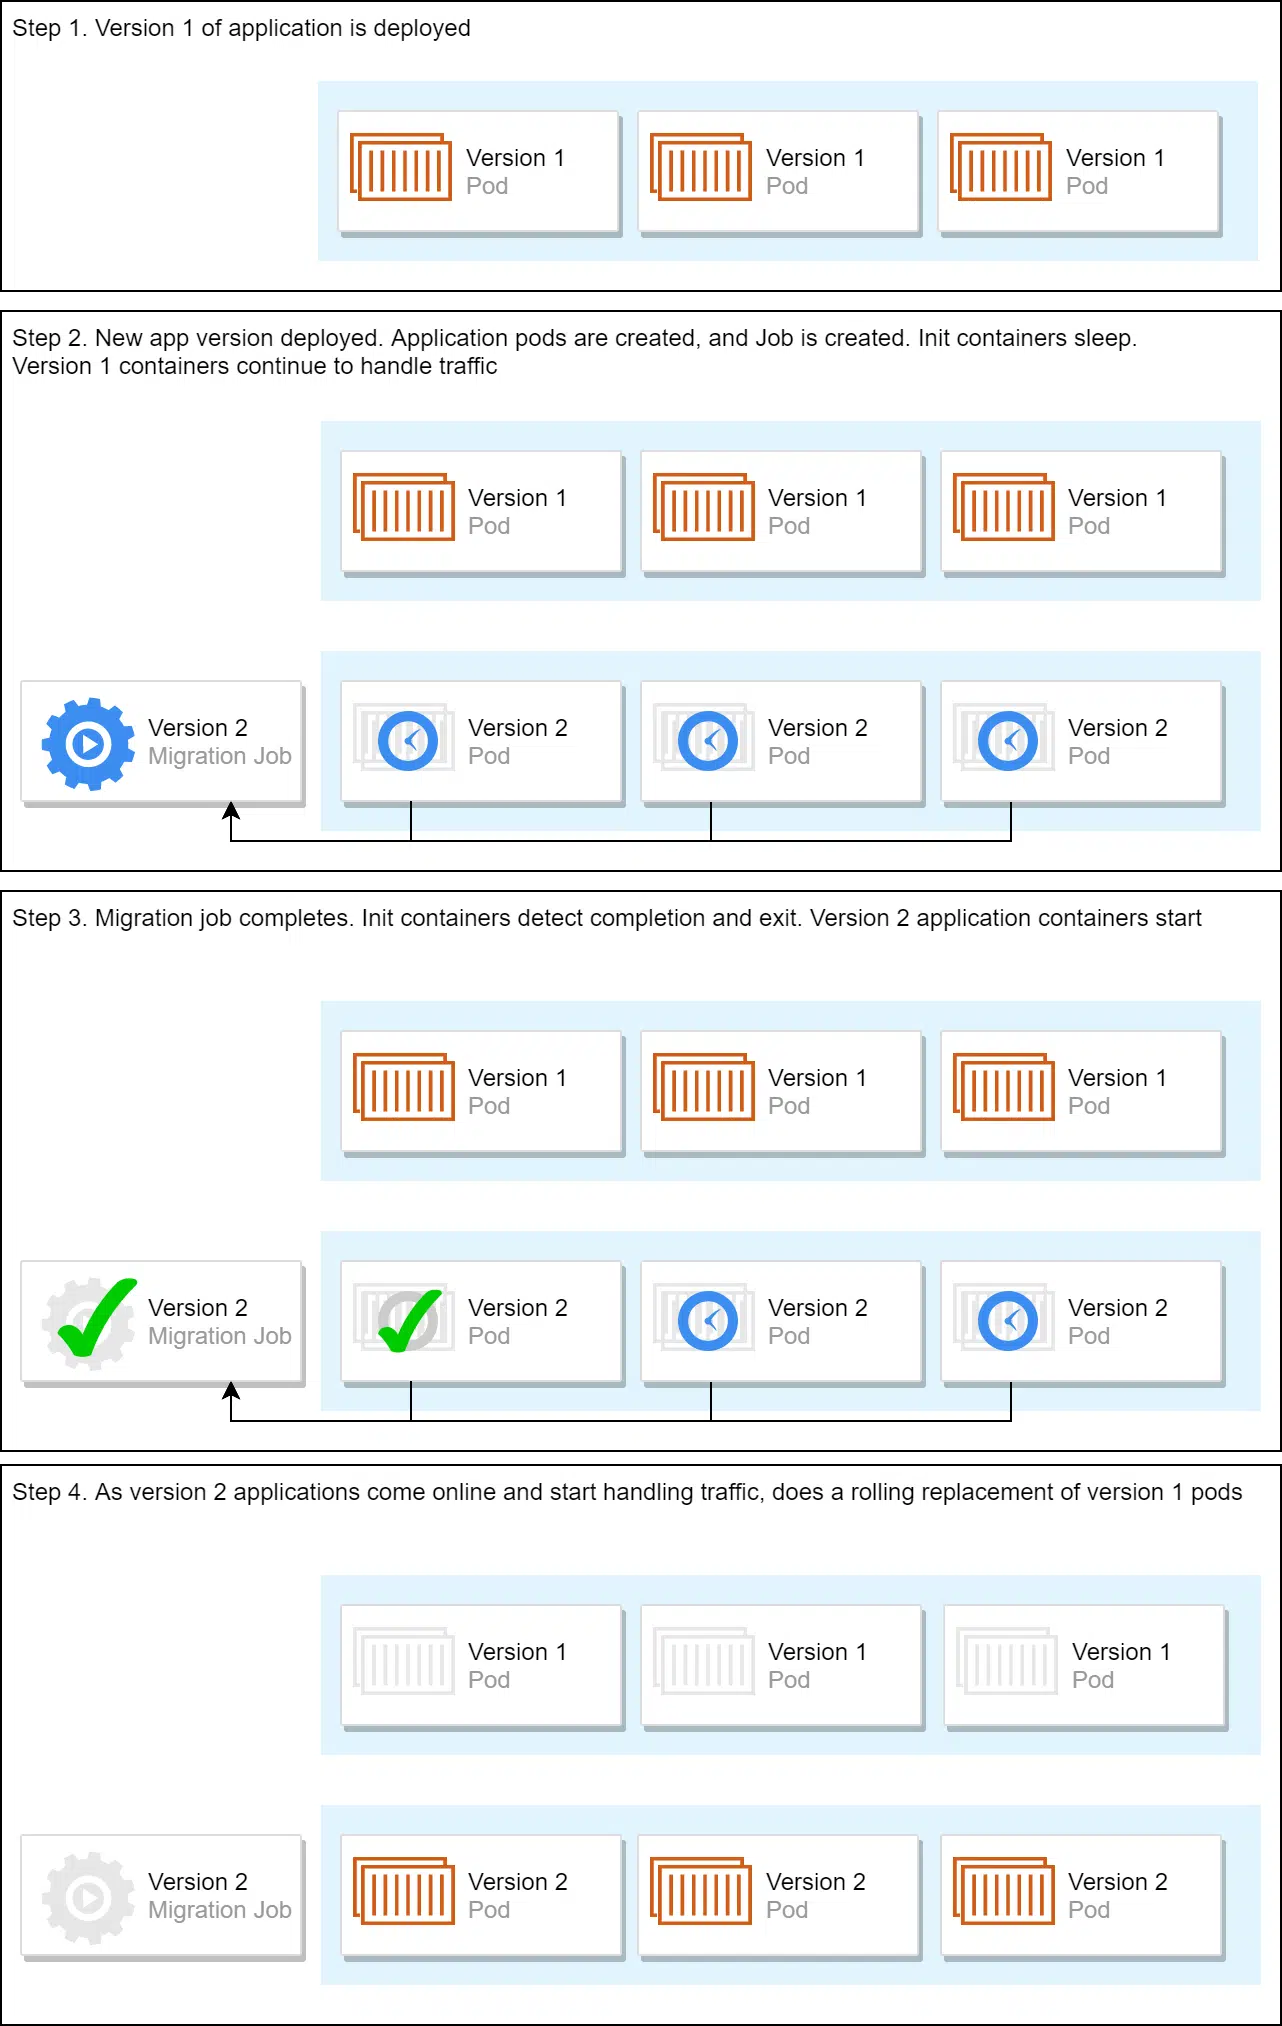 Step 1. Version 1 of application is deployed
Version 1
Pod
Version 1
Pod
Version 1
Pod
Step 2. New app version deployed. Application pods are created, and Job is created. Init containers sleep.
Version 1 containers continue to handle traffic
Version 1
Pod
Version 1
Pod
Version 1
Pod
Version 2
Migration Job
Version 2
Pod
Version 2
Pod
Version 2
Pod
Step 3. Migration job completes. Init containers detect completion and exit. Version 2 application containers start
Version 1
Pod
Version 1
Pod
Version 1
Pod
Version 2
Migration Job
Version 2
Pod
Version 2
Pod
Version 2
Pod
Step 4. As version 2 applications come online and start handling traffic, does a rolling replacement of version 1 pods
Version 1
Pod
Version 1
Pod
Version 1
Pod
Version 2
Migration Job
Version 2
Pod
Version 2
Pod
Version 2
Pod